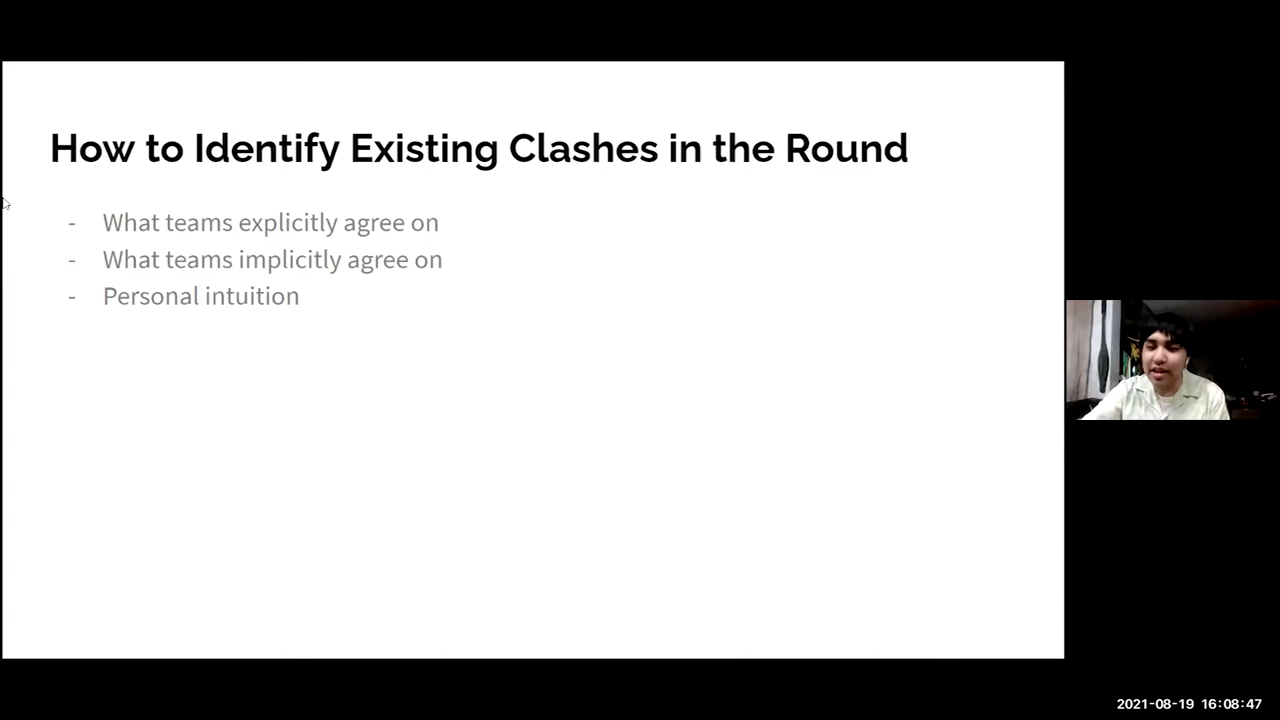 How to Identify Existing Clashes in the Round
- What teams explicitly agree on
- What teams implicitly agree on
- Personal intuition
2021-08-19 16:08:47